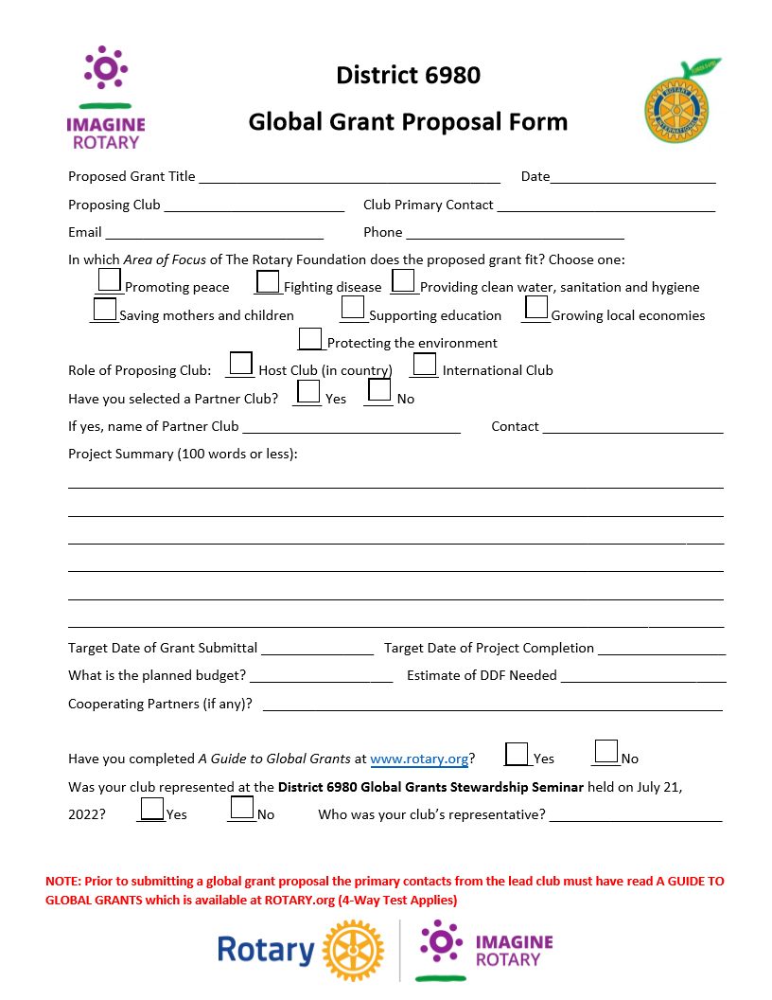 District 6980
Global Grant Proposal Form
IMAGINE
ROTARY
ROTARY
INTERNATIONAL
Proposed Grant Title ________________ Date________________
Proposing Club ________________ Club Primary Contact ________________
Email ________________ Phone ________________
In which Area of Focus of The Rotary Foundation does the proposed grant fit? Choose one:
Promoting peace Fighting disease Providing clean water, sanitation and hygiene
Saving mothers and children Supporting education Growing local economies
Protecting the environment
Role of Proposing Club: Host Club (in country) International Club
Have you selected a Partner Club? Yes No
If yes, name of Partner Club ________________ Contact ________________
Project Summary (100 words or less):
Target Date of Grant Submittal ________________ Target Date of Project Completion ________________
What is the planned budget? ________________ Estimate of DDF Needed ________________
Cooperating Partners (if any)? ________________
Have you completed A Guide to Global Grants at www.rotary.org? Yes No
Was your club represented at the District 6980 Global Grants Stewardship Seminar held on July 21,
2022? Yes No Who was your club's representative? ________________
NOTE: Prior to submitting a global grant proposal the primary contacts from the lead club must have read A GUIDE TO
GLOBAL GRANTS which is available at ROTARY.org (4-Way Test Applies)
Rotary
IMAGINE
ROTARY